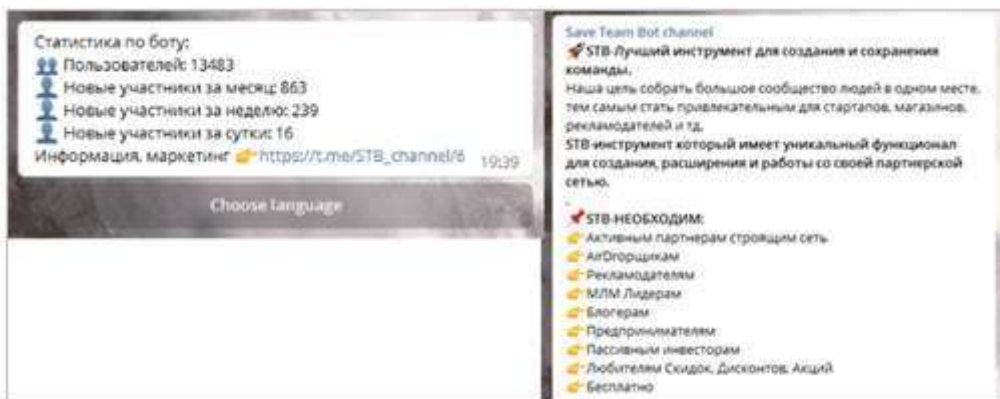 Статистика по боту:
Пользователей: 13483
Новые участники за месяц: 863
Новые участники за неделю: 239
Новые участники за сутки: 16
Информация, маркетинг 👉 https://t.me/STB_channel/6 19:39
Choose language
Save Team Bot channel
🚀STB-Лучший инструмент для создания и сохранения
команды.
Наша цель собрать большое сообщество людей в одном месте,
тем самым стать привлекательным для стартапов, магазинов,
рекламодателей и тд.
STB-инструмент который имеет уникальный функционал
для создания, расширения и работы со своей партнерской
сетью.
.
📌STB-НЕОБХОДИМ:
👉Активным партнерам строящим сеть
👉AirDropщикам
👉Рекламодателям
👉МЛМ Лидерам
👉Блогерам
👉Предпринимателям
👉Пассивным инвесторам
👉Любителям Скидок, Дисконтов, Акций
👉Бесплатно